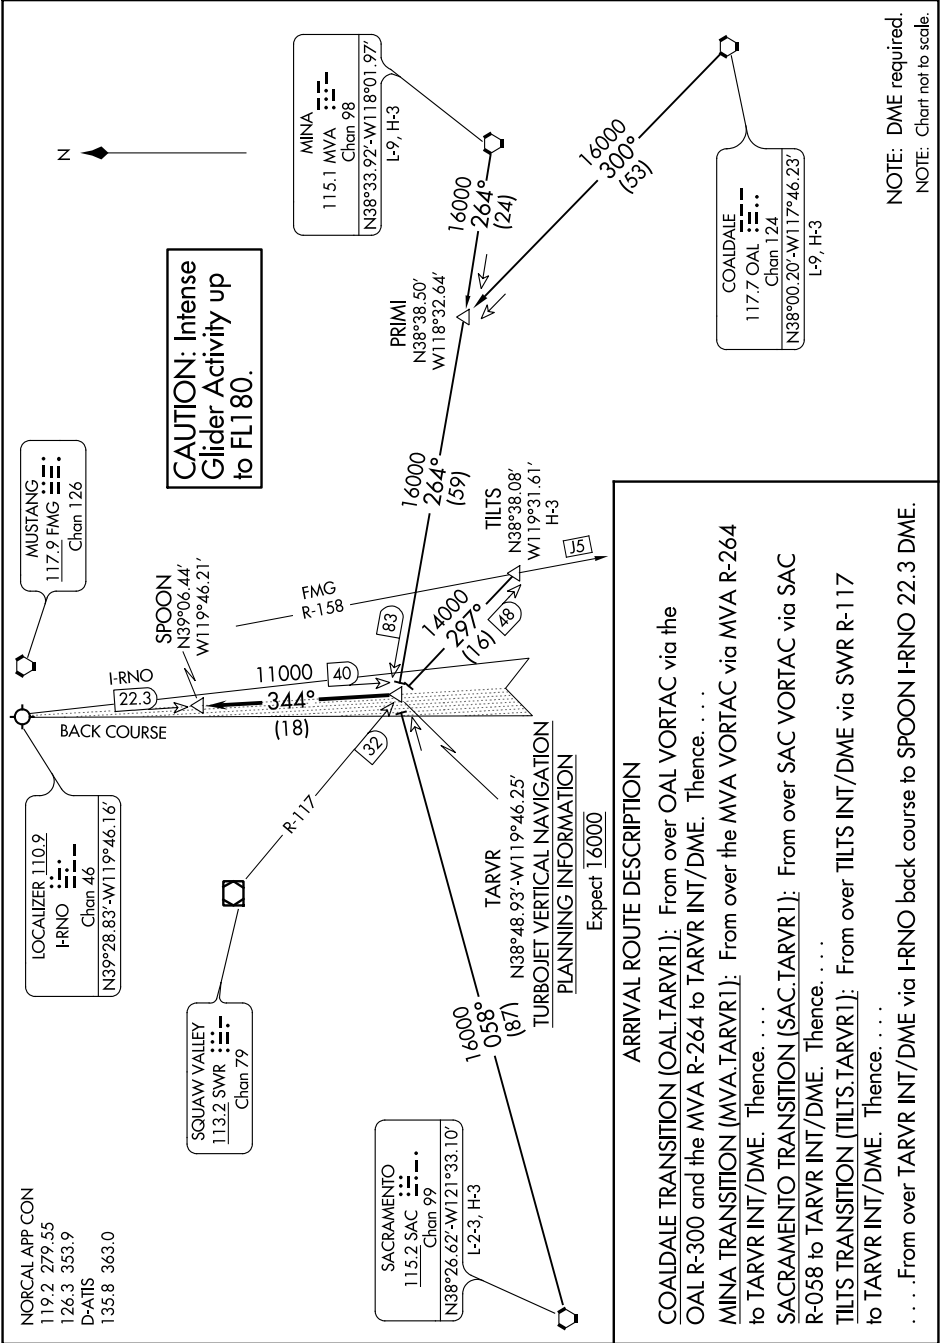 NORCAL APP CON
119.2 279.55
126.3 353.9
D-ATIS
135.8 363.0
LOCALIZER 110.9
I-RNO
Chan 46
N39°28.83′-W119°46.16′
MUSTANG
117.9 FMG
Chan 126
N
CAUTION: Intense
Glider Activity up
to FL180.
MINA
115.1 MVA
Chan 98
N38°33.92′-W118°01.97′
L-9, H-3
SQUAW VALLEY
113.2 SWR
Chan 79
BACK COURSE
I-RNO
22.3
SPOON
N39°06.44′
W119°46.21′
R-117
32
344°
(18)
11000
40
FMG
R-158
83
16000
264°
(59)
PRIMI
N38°38.50′
W118°32.64′
16000
264°
(24)
16000
300°
(53)
SACRAMENTO
115.2 SAC
Chan 99
N38°26.62′-W121°33.10′
L-2-3, H-3
16000
058°
(87)
TARVR
N38°48.93′-W119°46.25′
TURBOJET VERTICAL NAVIGATION
PLANNING INFORMATION
Expect 16000
14000
297°
(16)
48
TILTS
N38°38.08′
W119°31.61′
H-3
J5
COALDALE
117.7 OAL
Chan 124
N38°00.20′-W117°46.23′
L-9, H-3
NOTE: DME required.
NOTE: Chart not to scale.
ARRIVAL ROUTE DESCRIPTION
COALDALE TRANSITION (OAL.TARVR1): From over OAL VORTAC via the
OAL R-300 and the MVA R-264 to TARVR INT/DME. Thence. . . .
MINA TRANSITION (MVA.TARVR1): From over the MVA VORTAC via MVA R-264
to TARVR INT/DME. Thence. . . .
SACRAMENTO TRANSITION (SAC.TARVR1): From over SAC VORTAC via SAC
R-058 to TARVR INT/DME. Thence. . . .
TILTS TRANSITION (TILTS.TARVR1): From over TILTS INT/DME via SWR R-117
to TARVR INT/DME. Thence. . . .
. . . .From over TARVR INT/DME via I-RNO back course to SPOON I-RNO 22.3 DME.